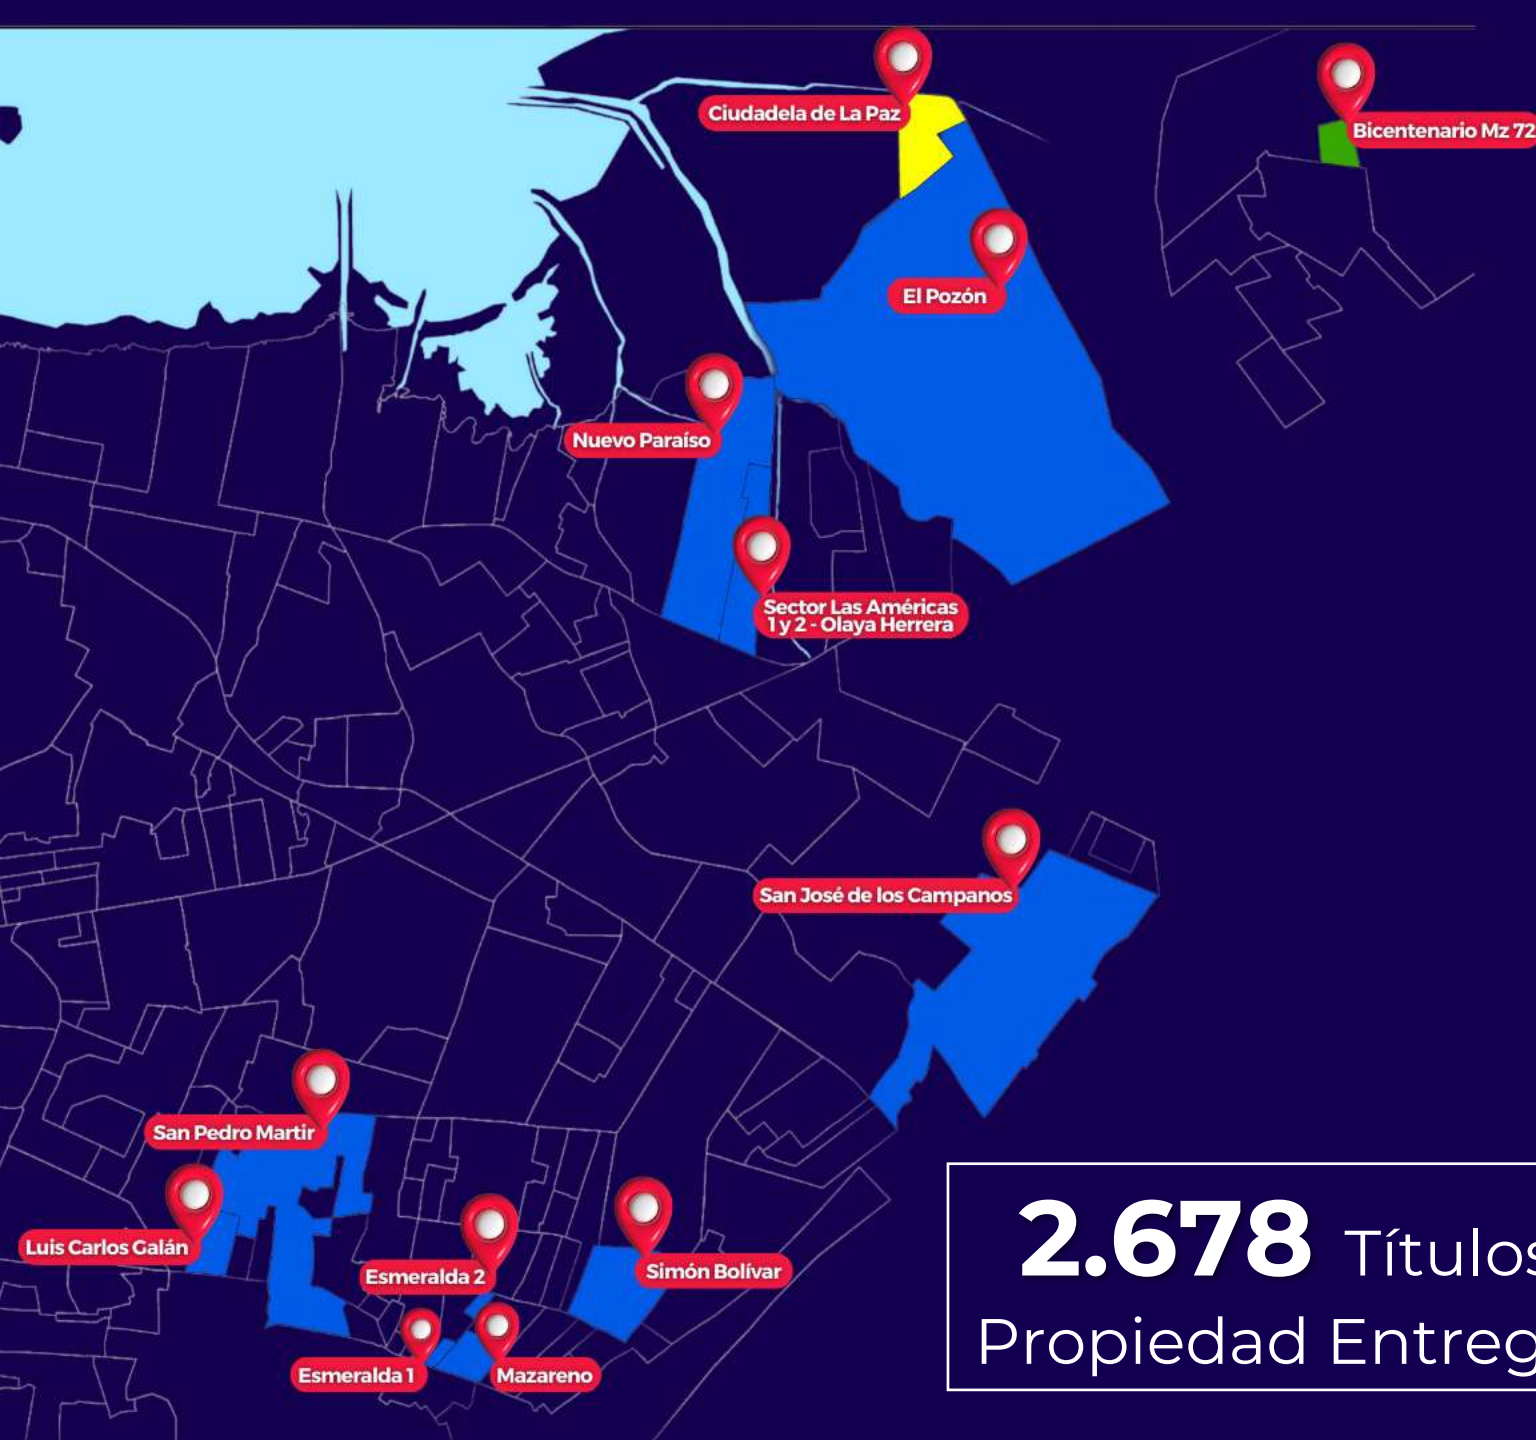 Ciudadela de La Paz
Bicentenario Mz 72
El Pozón
Nuevo Paraíso
Sector Las Américas
1 y 2 - Olaya Herrera
San José de los Campanos
San Pedro Martir
Luis Carlos Galán
Esmeralda 2
Simón Bolívar
Esmeralda 1
Mazareno
2.678 Títulos
Propiedad Entreg